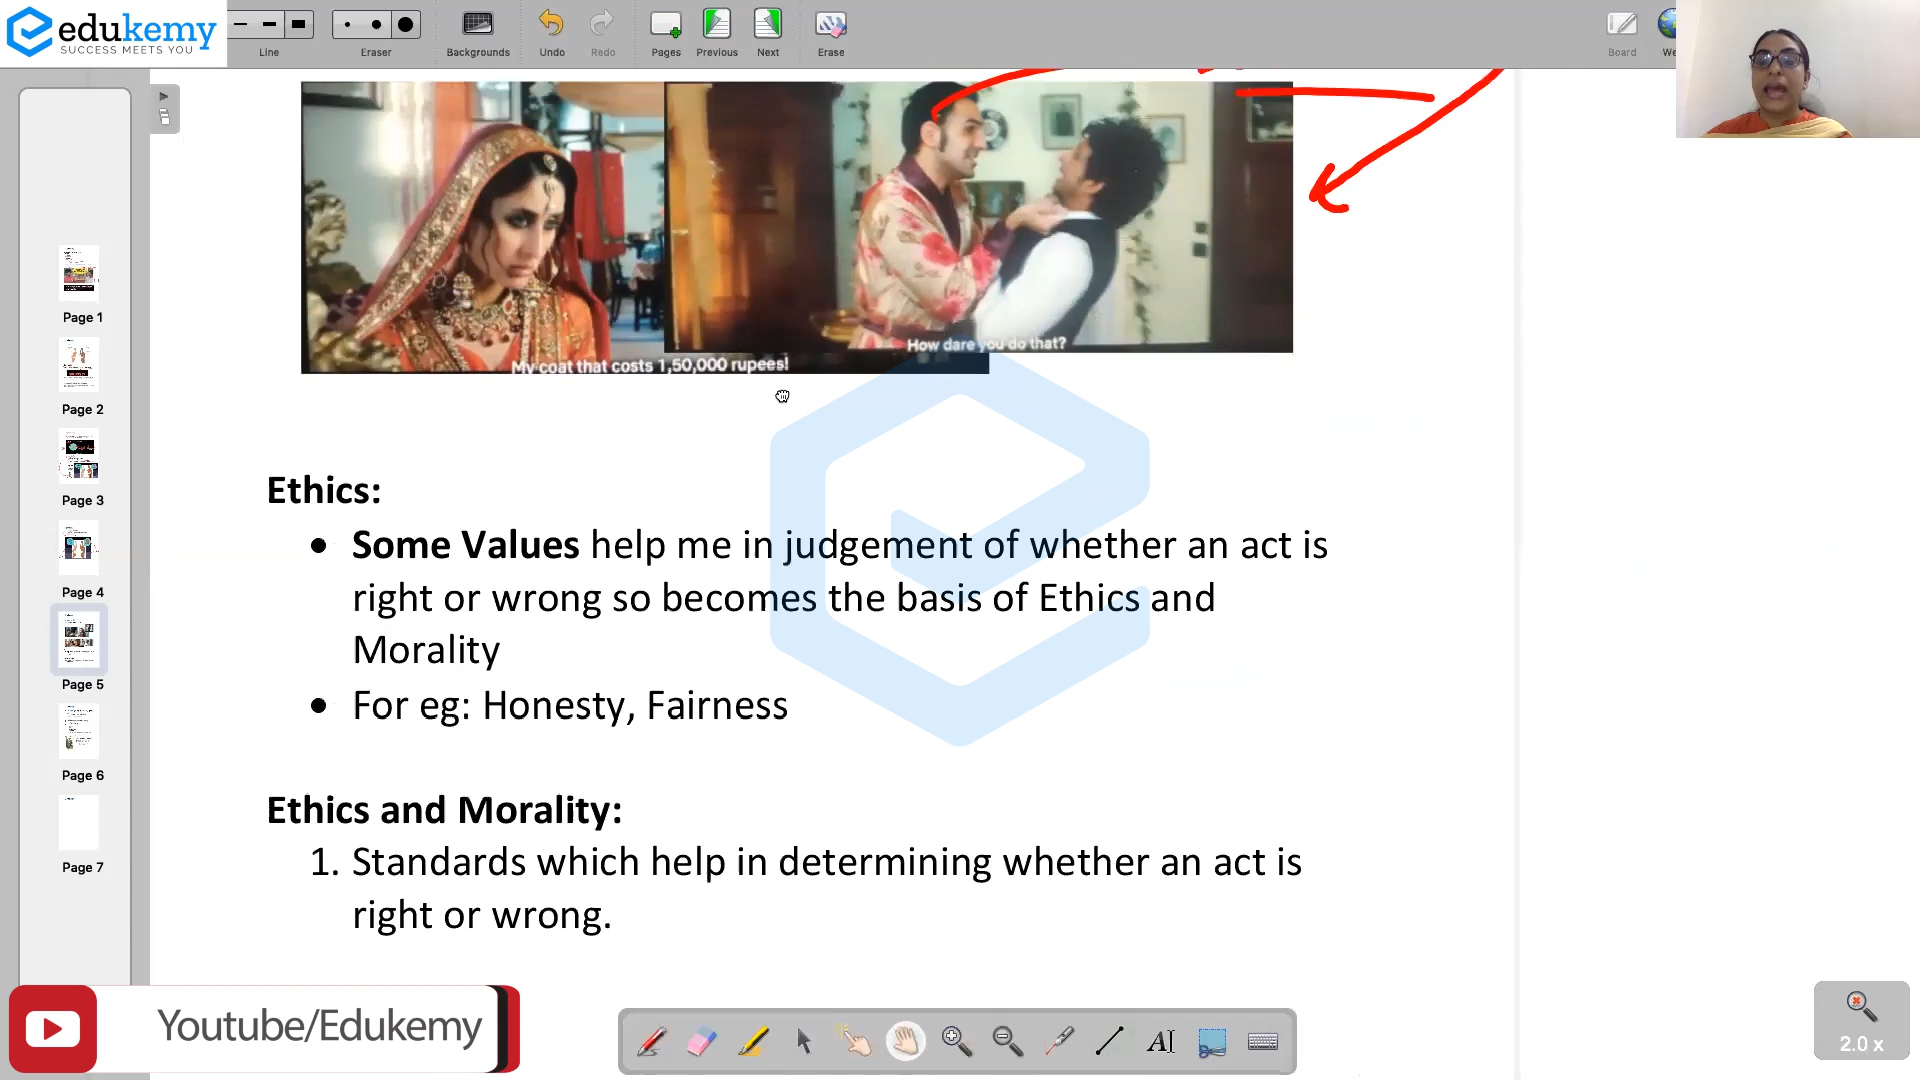 edukemy
SUCCESS MEETS YOU
Line
Eraser
Backgrounds
Undo
Redo
Pages
Previous
Next
Erase
Board
We
Page 1
Page 2
Page 3
Page 4
Page 5
Page 6
Page 7
How dare you do that?
My coat that costs 1,50,000 rupees!
Ethics:
• Some Values help me in judgement of whether an act is
right or wrong so becomes the basis of Ethics and
Morality
• For eg: Honesty, Fairness
Ethics and Morality:
1. Standards which help in determining whether an act is
right or wrong.
Youtube/Edukemy
AI
2.0 x